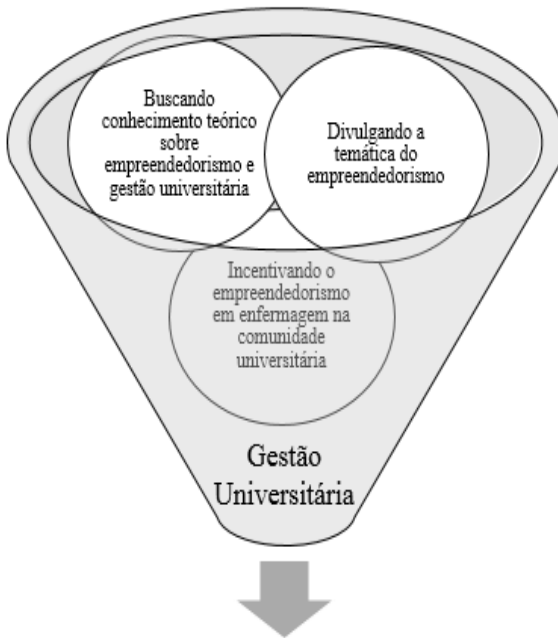 Buscando
conhecimento teórico
sobre
empreendedorismo e
gestão universitária
Divulgando a
temática do
empreendedorismo
Incentivando o
empreendedorismo
em enfermagem na
comunidade
universitária
Gestão
Universitária